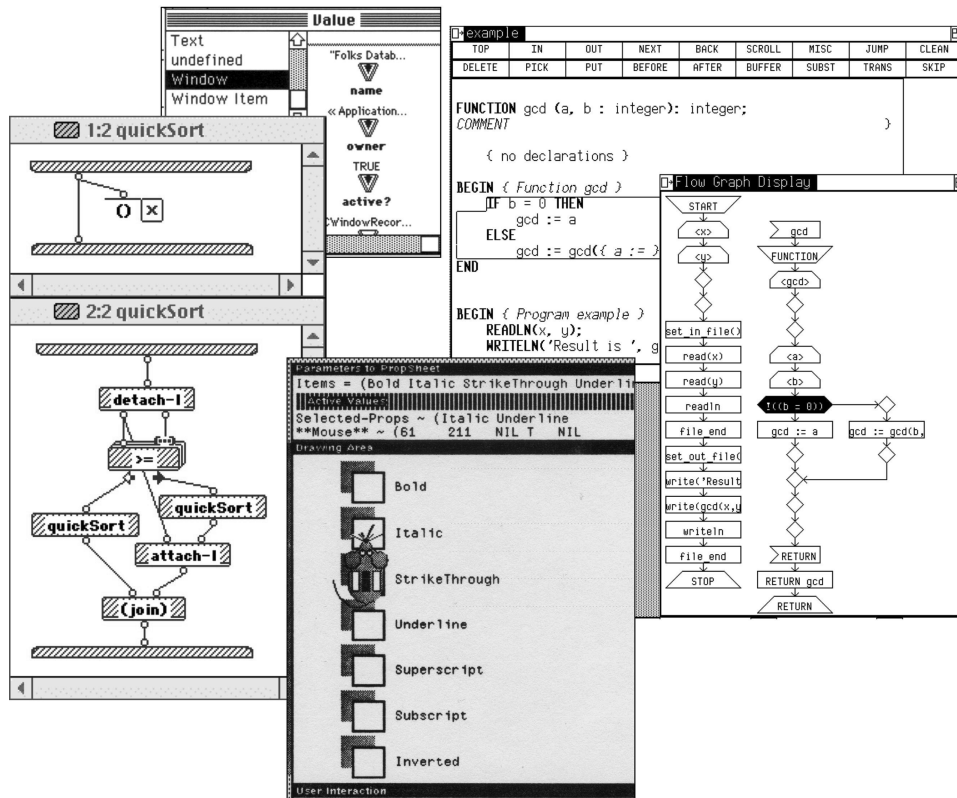 Value
Text
undefined
Window
Window Item
"Folks Datab...
name
« Application...
owner
TRUE
active?
CWindowRecor...
1:2 quickSort
()
2:2 quickSort
detach-l
>=
quickSort
quickSort
attach-l
(join)
example
TOP IN OUT NEXT BACK SCROLL MISC JUMP CLEAN
DELETE PICK PUT BEFORE AFTER BUFFER SUBST TRANS SKIP
FUNCTION gcd (a, b : integer): integer;
COMMENT }
{ no declarations }
BEGIN { Function gcd }
IF b = 0 THEN
gcd := a
ELSE
gcd := gcd({ a := }
END
BEGIN { Program example }
READLN(x, y);
WRITELN('Result is ', g
Flow Graph Display
START
<x>
<y>
set_in_file()
read(x)
read(y)
readln
file_end
set_out_file(
write('Result
write(gcd(x,y
writeln
file_end
STOP
gcd
FUNCTION
<gcd>
<a>
<b>
!((b = 0))
gcd := a
gcd := gcd(b,
RETURN
RETURN gcd
RETURN
Parameters to PropSheet
Items = (Bold Italic StrikeThrough Underlin
Active Values
Selected-Props ~ (Italic Underline
**Mouse** ~ (61 211 NIL T NIL
Drawing Area
Bold
Italic
StrikeThrough
Underline
Superscript
Subscript
Inverted
User Interaction